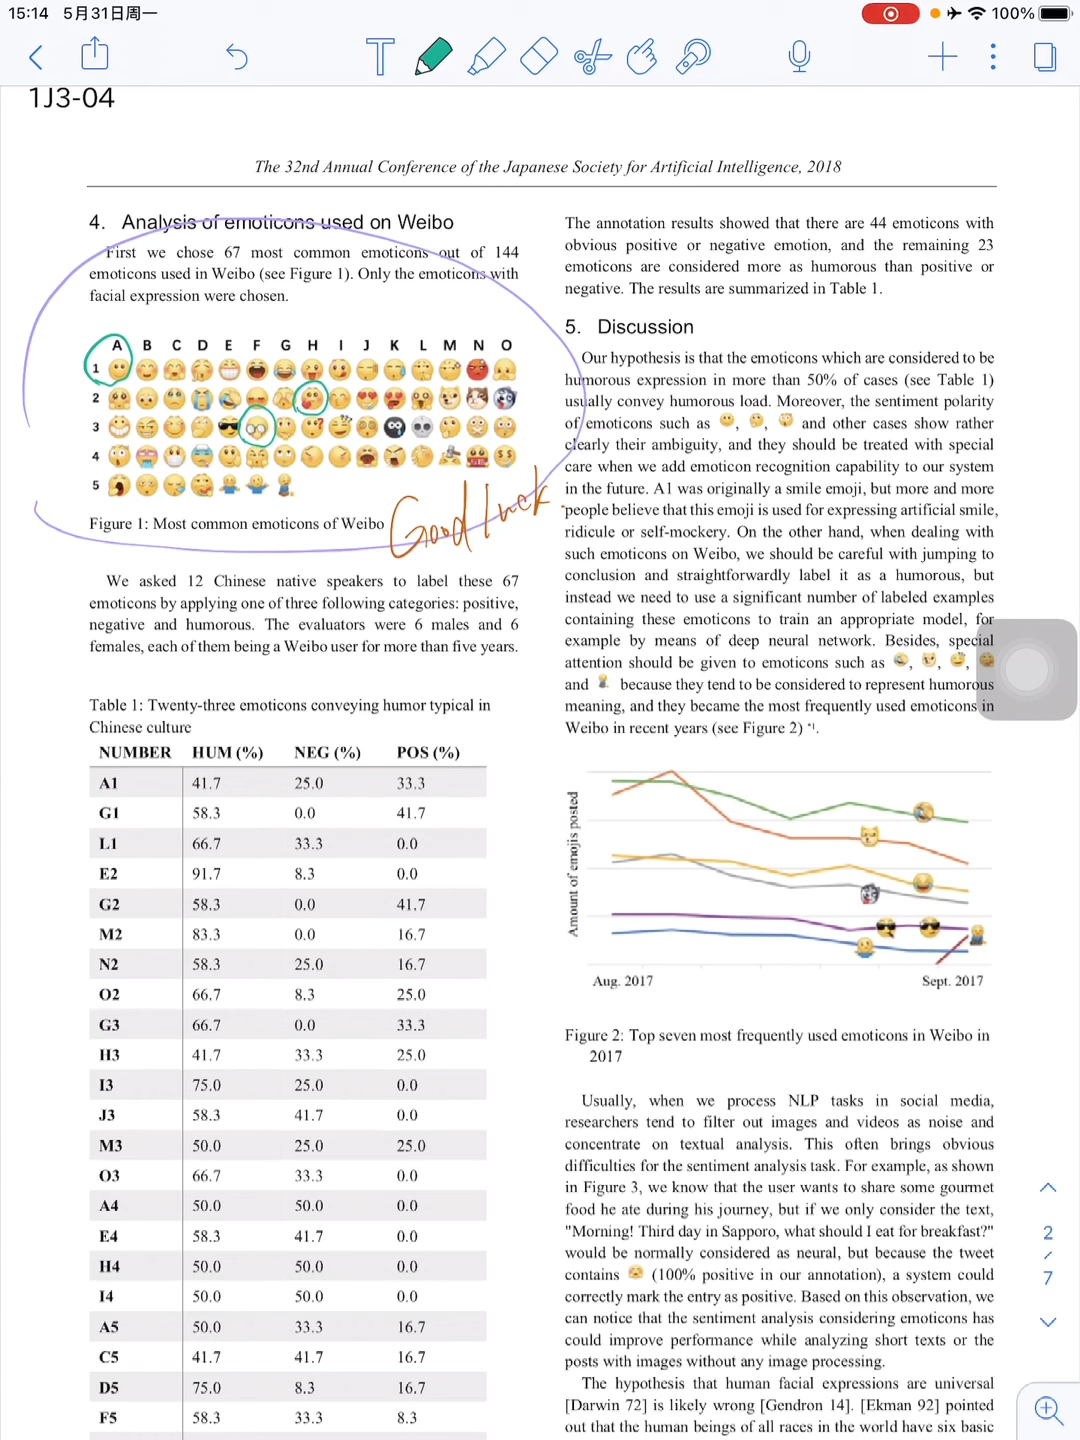 15:14 5月31日周一
100%
1J3-04
The 32nd Annual Conference of the Japanese Society for Artificial Intelligence, 2018
4. Analysis of emoticons used on Weibo
First we chose 67 most common emoticons out of 144
emoticons used in Weibo (see Figure 1). Only the emoticons with
facial expression were chosen.
A B C D E F G H I J K L M N O
1
2
3
4
5
Figure 1: Most common emoticons of Weibo
Good luck
We asked 12 Chinese native speakers to label these 67
emoticons by applying one of three following categories: positive,
negative and humorous. The evaluators were 6 males and 6
females, each of them being a Weibo user for more than five years.
Table 1: Twenty-three emoticons conveying humor typical in
Chinese culture
NUMBER HUM (%) NEG (%) POS (%)
A1 41.7 25.0 33.3
G1 58.3 0.0 41.7
L1 66.7 33.3 0.0
E2 91.7 8.3 0.0
G2 58.3 0.0 41.7
M2 83.3 0.0 16.7
N2 58.3 25.0 16.7
O2 66.7 8.3 25.0
G3 66.7 0.0 33.3
H3 41.7 33.3 25.0
I3 75.0 25.0 0.0
J3 58.3 41.7 0.0
M3 50.0 25.0 25.0
O3 66.7 33.3 0.0
A4 50.0 50.0 0.0
E4 58.3 41.7 0.0
H4 50.0 50.0 0.0
I4 50.0 50.0 0.0
A5 50.0 33.3 16.7
C5 41.7 41.7 16.7
D5 75.0 8.3 16.7
F5 58.3 33.3 8.3
The annotation results showed that there are 44 emoticons with
obvious positive or negative emotion, and the remaining 23
emoticons are considered more as humorous than positive or
negative. The results are summarized in Table 1.
5. Discussion
Our hypothesis is that the emoticons which are considered to be
humorous expression in more than 50% of cases (see Table 1)
usually convey humorous load. Moreover, the sentiment polarity
of emoticons such as , , and other cases show rather
clearly their ambiguity, and they should be treated with special
care when we add emoticon recognition capability to our system
in the future. A1 was originally a smile emoji, but more and more
people believe that this emoji is used for expressing artificial smile,
ridicule or self-mockery. On the other hand, when dealing with
such emoticons on Weibo, we should be careful with jumping to
conclusion and straightforwardly label it as a humorous, but
instead we need to use a significant number of labeled examples
containing these emoticons to train an appropriate model, for
example by means of deep neural network. Besides, special
attention should be given to emoticons such as , , ,
and because they tend to be considered to represent humorous
meaning, and they became the most frequently used emoticons in
Weibo in recent years (see Figure 2) *1.
Amount of emojis posted
Aug. 2017 Sept. 2017
Figure 2: Top seven most frequently used emoticons in Weibo in
2017
Usually, when we process NLP tasks in social media,
researchers tend to filter out images and videos as noise and
concentrate on textual analysis. This often brings obvious
difficulties for the sentiment analysis task. For example, as shown
in Figure 3, we know that the user wants to share some gourmet
food he ate during his journey, but if we only consider the text,
"Morning! Third day in Sapporo, what should I eat for breakfast?"
would be normally considered as neural, but because the tweet
contains (100% positive in our annotation), a system could
correctly mark the entry as positive. Based on this observation, we
can notice that the sentiment analysis considering emoticons has
could improve performance while analyzing short texts or the
posts with images without any image processing.
The hypothesis that human facial expressions are universal
[Darwin 72] is likely wrong [Gendron 14]. [Ekman 92] pointed
out that the human beings of all races in the world have six basic
2
/
7